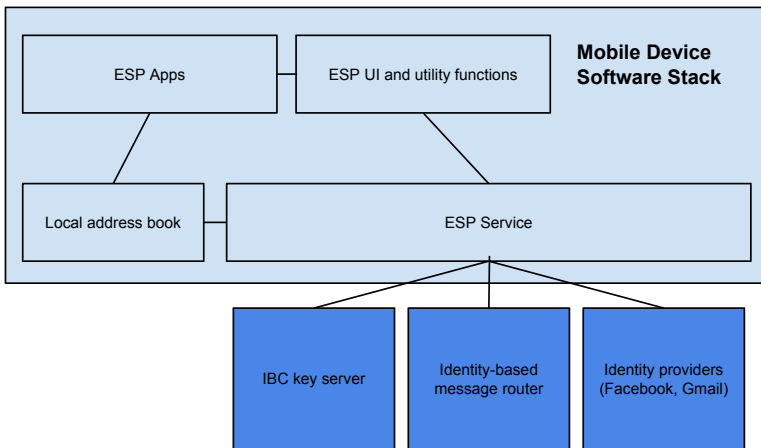 ESP Apps
ESP UI and utility functions
Mobile Device
Software Stack
Local address book
ESP Service
IBC key server
Identity-based
message router
Identity providers
(Facebook, Gmail)